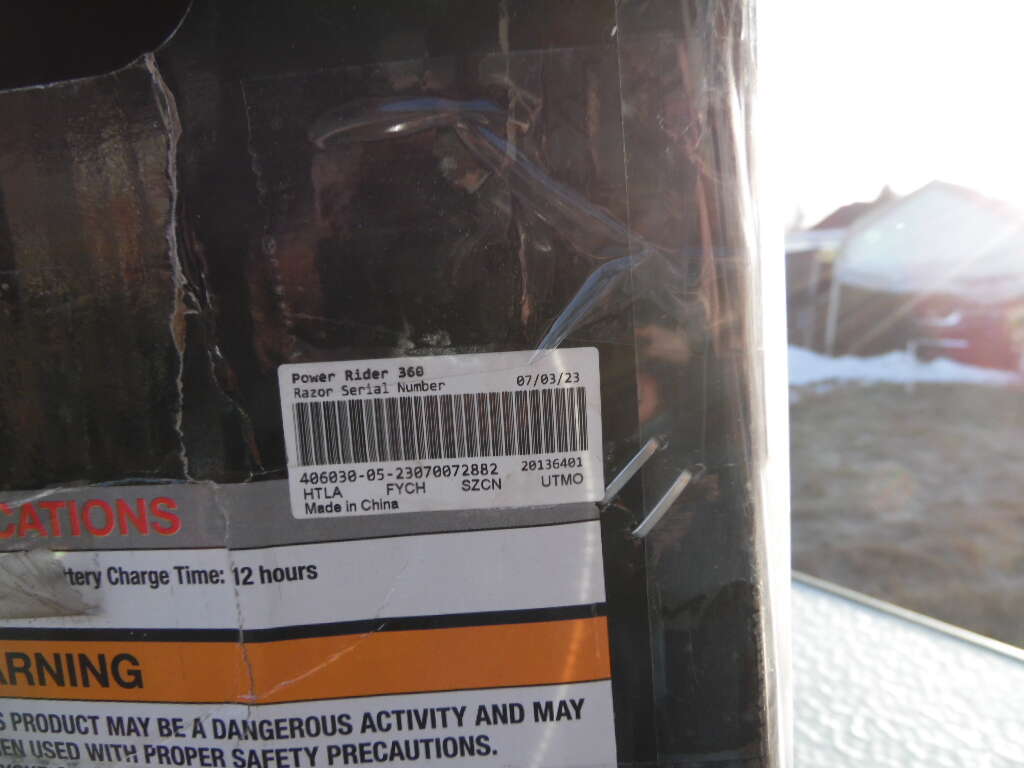 Power Rider 360
Razor Serial Number 07/03/23
406030-05-23070072882 20136401
HTLA FYCH SZCN UTMO
Made in China
CATIONS
ttery Charge Time: 12 hours
ARNING
S PRODUCT MAY BE A DANGEROUS ACTIVITY AND MAY
EN USED WITH PROPER SAFETY PRECAUTIONS.